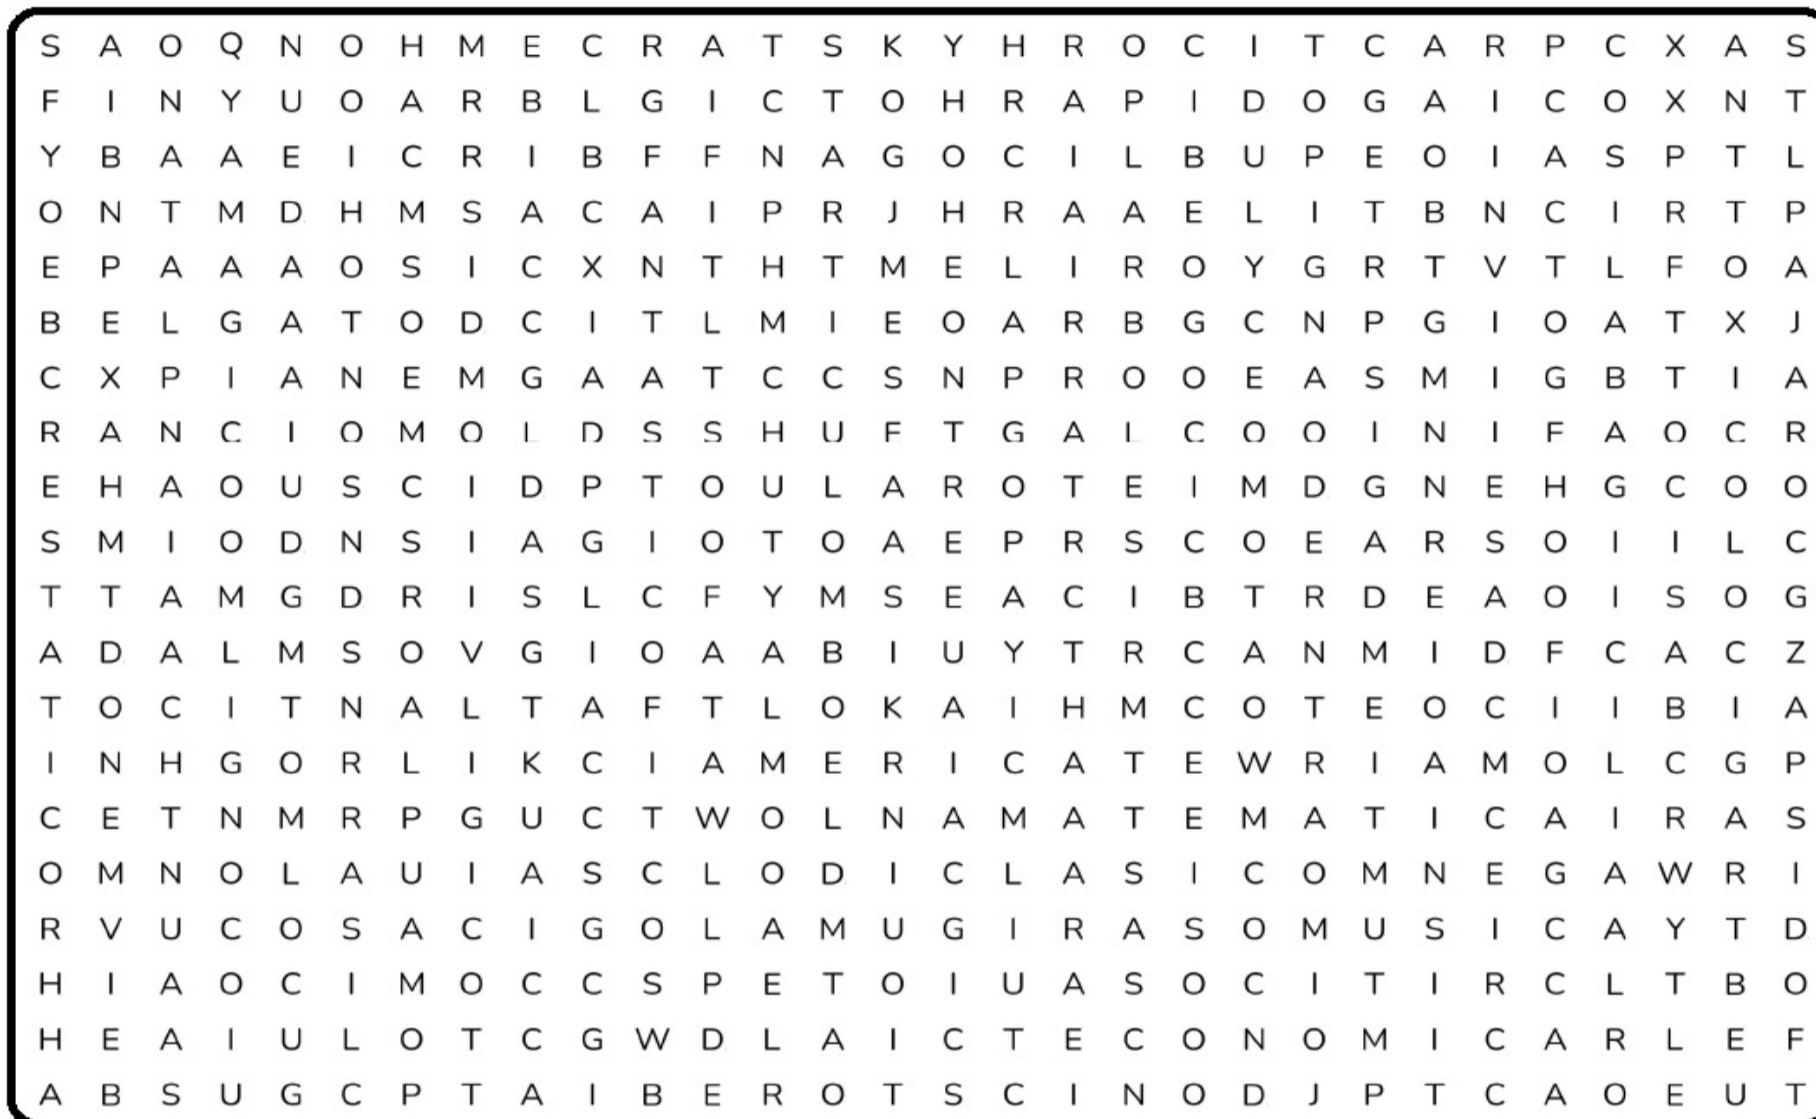 S A O Q N O H M E C R A T S K Y H R O C I T C A R P C X A S
F I N Y U O A R B L G I C T O H R A P I D O G A I C O X N T
Y B A A E I C R I B F F N A G O C I L B U P E O I A S P T L
O N T M D H M S A C A I P R J H R A A E L I T B N C I R T P
E P A A A O S I C X N T H T M E L I R O Y G R T V T L F O A
B E L G A T O D C I T L M I E O A R B G C N P G I O A T X J
C X P I A N E M G A A T C C S N P R O O E A S M I G B T I A
R A N C I O M O L D S S H U F T G A L C O O I N I F A O C R
E H A O U S C I D P T O U L A R O T E I M D G N E H G C O O
S M I O D N S I A G I O T O A E P R S C O E A R S O I I L C
T T A M G D R I S L C F Y M S E A C I B T R D E A O I S O G
A D A L M S O V G I O A A B I U Y T R C A N M I D F C A C Z
T O C I T N A L T A F T L O K A I H M C O T E O C I I B I A
I N H G O R L I K C I A M E R I C A T E W R I A M O L C G P
C E T N M R P G U C T W O L N A M A T E M A T I C A I R A S
O M N O L A U I A S C L O D I C L A S I C O M N E G A W R I
R V U C O S A C I G O L A M U G I R A S O M U S I C A Y T D
H I A O C I M O C C S P E T O I U A S O C I T I R C L T B O
H E A I U L O T C G W D L A I C T E C O N O M I C A R L E F
A B S U G C P T A I B E R O T S C I N O D J P T C A O E U T